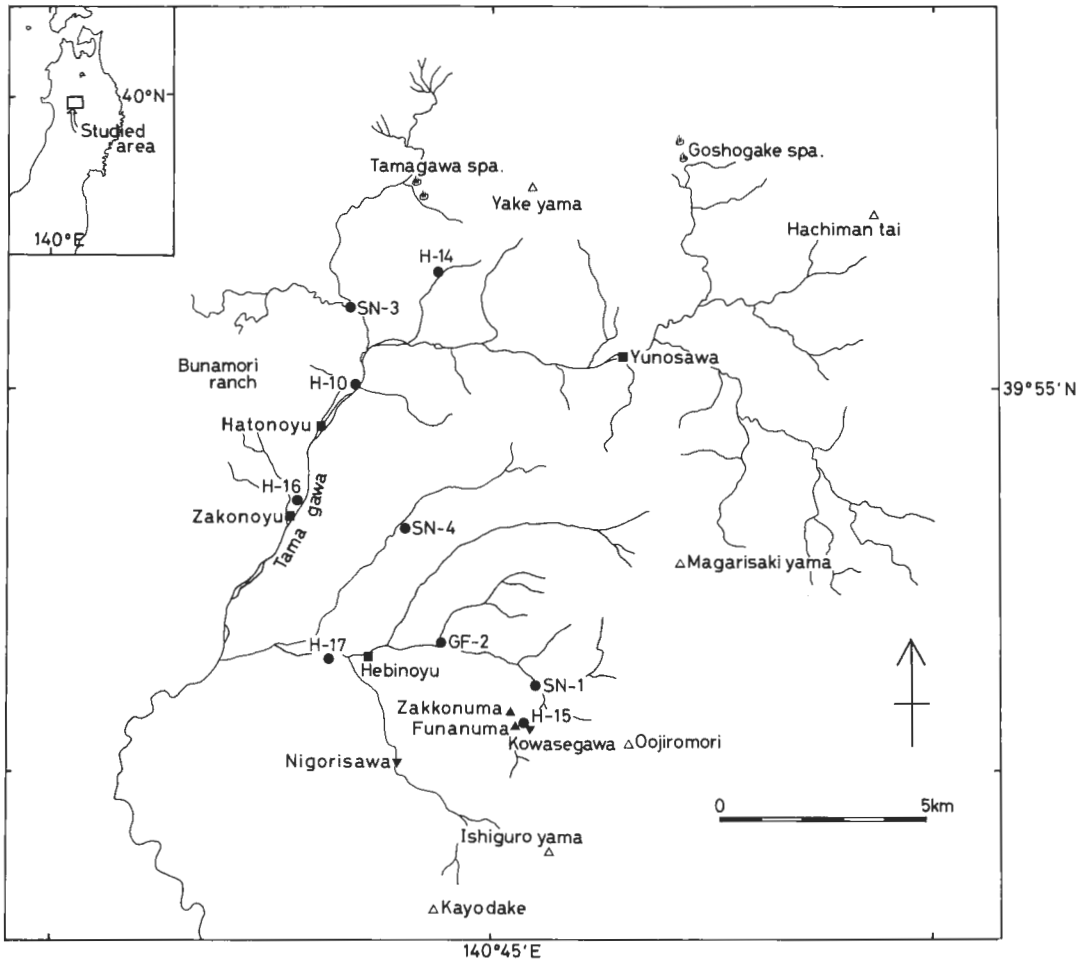 40°N
Studied
area
140°E
Tamagawa spa.
Goshogake spa.
Yake yama
Hachiman tai
H-14
SN-3
Bunamori
ranch
H-10
Yunosawa
39°55′N
Hatonoyu
H-16
Zakonoyu
Tama gawa
SN-4
Magarisaki yama
H-17
GF-2
Hebinoyu
SN-1
Zakkonuma
H-15
Funanuma
Kowasegawa
Oojiromori
Nigorisawa
0 5km
Ishiguro yama
Kayodake
140°45′E